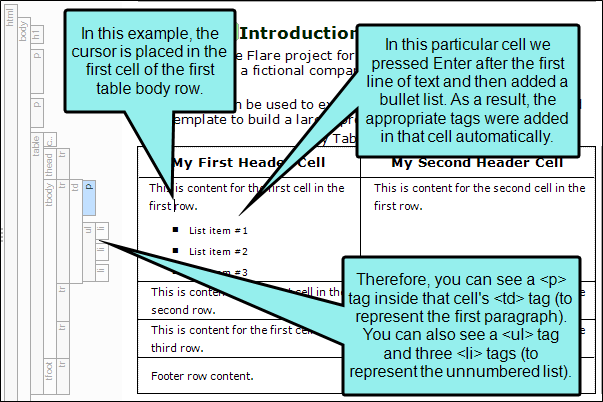 html
body
h1
p
p
table
c..
thead
tr
tbody
tr
td
p
ul
li
li
li
tr
tr
tfoot
tr
In this example, the
cursor is placed in the
first cell of the first
table body row.
Introduction
In this particular cell we
pressed Enter after the first
line of text and then added a
bullet list. As a result, the
appropriate tags were added
in that cell automatically.
e Flare project for
a fictional compa
n be used to ex
template to build a lar
y Tab
My First Header Cell
My Second Header Cell
This is content for the first cell in the
first row.
This is content for the second cell in the
first row.
List item #1
List item #2
List item #3
This is content for the first cell in the
second row.
This is content for the first cell
third row.
Footer row content.
Therefore, you can see a <p>
tag inside that cell's <td> tag (to
represent the first paragraph).
You can also see a <ul> tag
and three <li> tags (to
represent the unnumbered list).